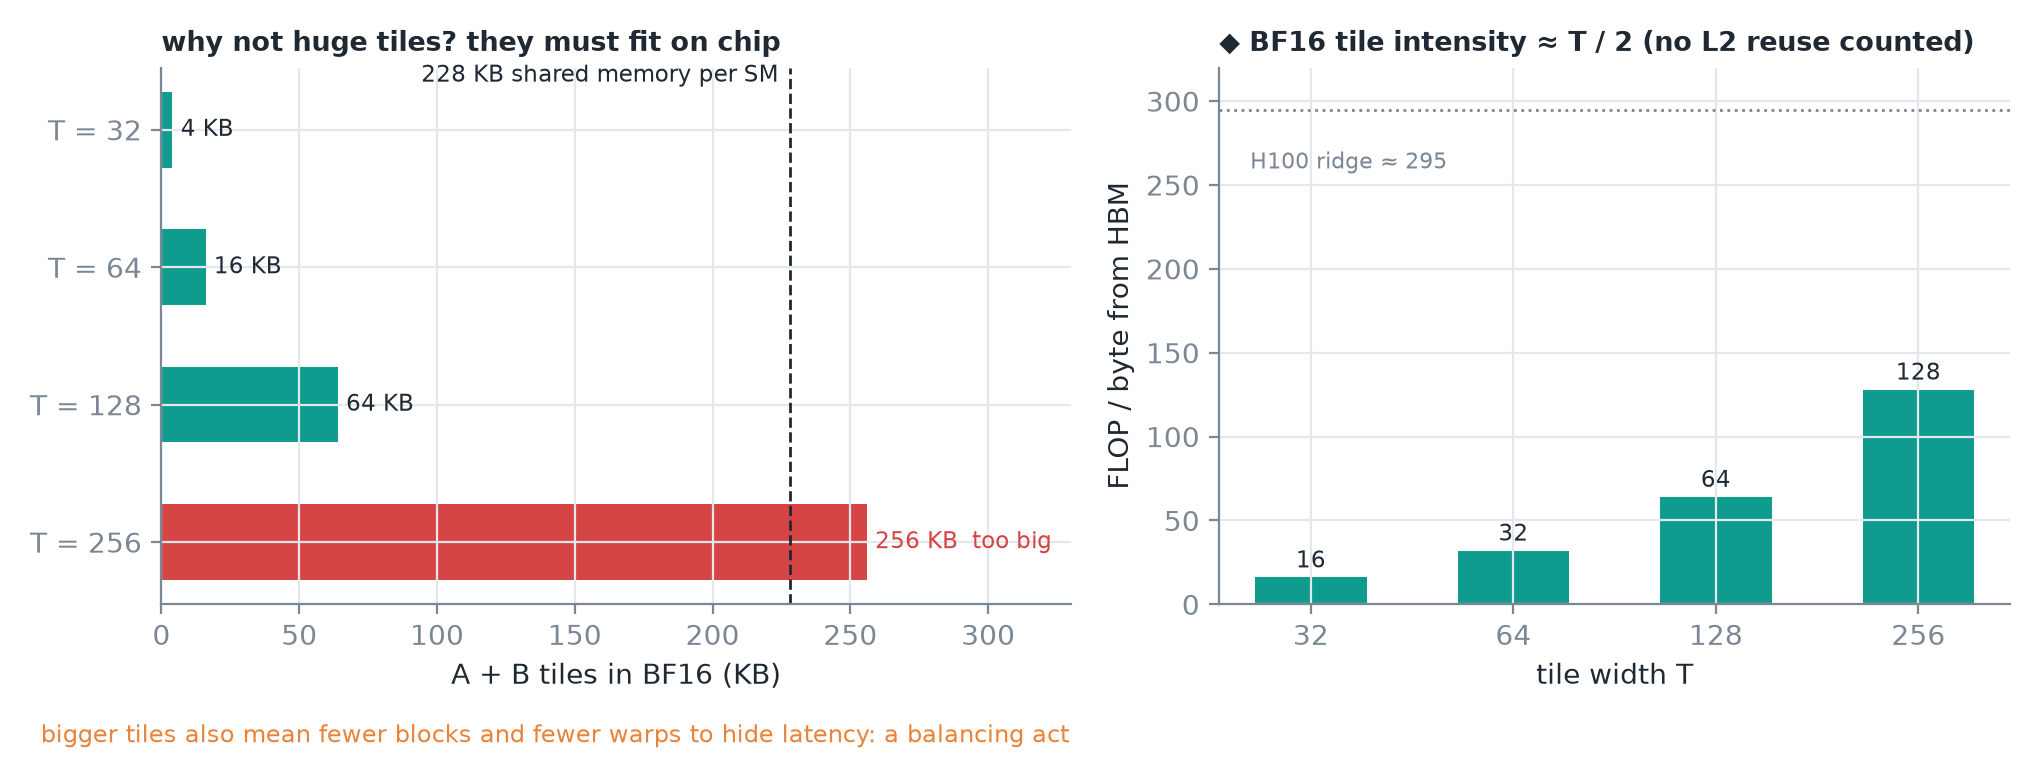 why not huge tiles? they must fit on chip
228 KB shared memory per SM
T = 32
4 KB
T = 64
16 KB
T = 128
64 KB
T = 256
256 KB  too big
0 50 100 150 200 250 300
A + B tiles in BF16 (KB)
bigger tiles also mean fewer blocks and fewer warps to hide latency: a balancing act
◆ BF16 tile intensity ≈ T / 2 (no L2 reuse counted)
FLOP / byte from HBM
300
250
200
150
100
50
0
H100 ridge ≈ 295
16
32
64
128
32 64 128 256
tile width T